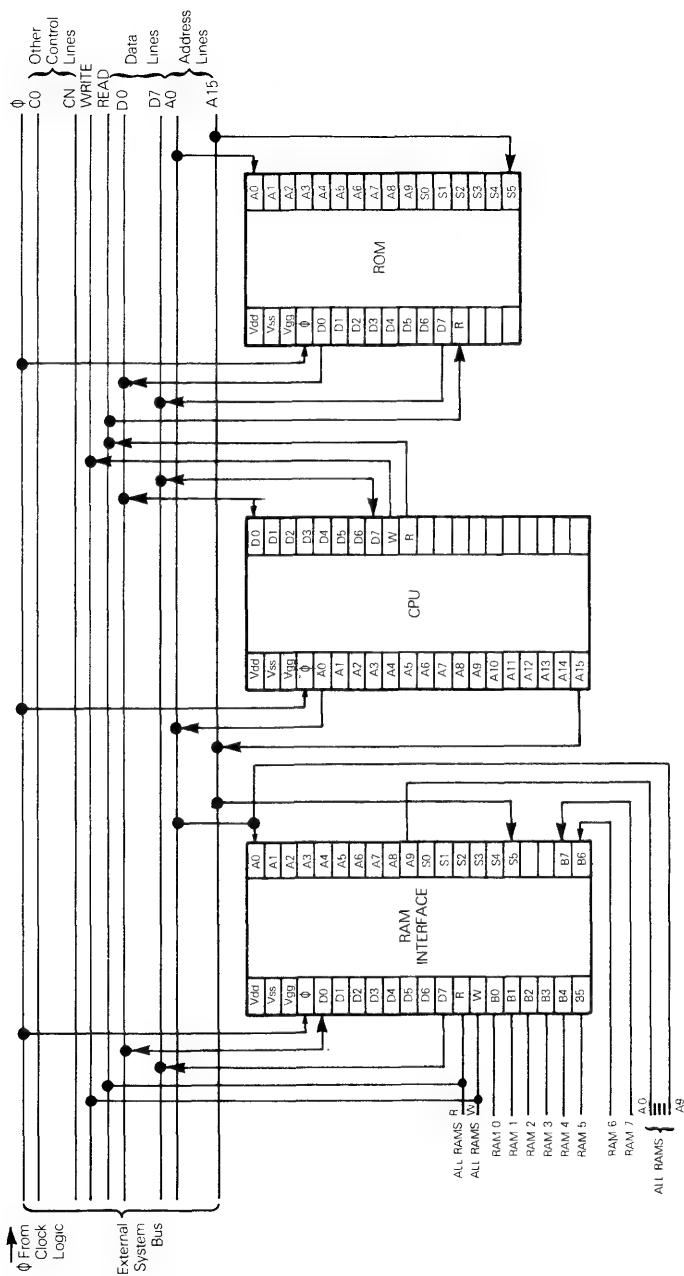 Φ From
Clock
Logic
External
System
Bus
Φ
C0
Other
Control
Lines
CN
WRITE
READ
D0
Data
Lines
D7
A0
Address
Lines
A15
Vdd
Vss
Vgg
Φ
D0
D1
D2
D3
D4
D5
D6
D7
R
W
B0
B1
B2
B3
B4
35
RAM
INTERFACE
A0
A1
A2
A3
A4
A5
A6
A7
A8
A9
S0
S1
S2
S3
S4
S5
B7
B6
ALL RAMS R
ALL RAMS W
RAM 0
RAM 1
RAM 2
RAM 3
RAM 4
RAM 5
RAM 6
RAM 7
ALL RAMS
A0
A9
Vdd
Vss
Vgg
Φ
A0
A1
A2
A3
A4
A5
A6
A7
A8
A9
A10
A11
A12
A13
A14
A15
CPU
D0
D1
D2
D3
D4
D5
D6
D7
W
R
Vdd
Vss
Vgg
Φ
D0
D1
D2
D3
D4
D5
D6
D7
R
ROM
A0
A1
A2
A3
A4
A5
A6
A7
A8
A9
S0
S1
S2
S3
S4
S5